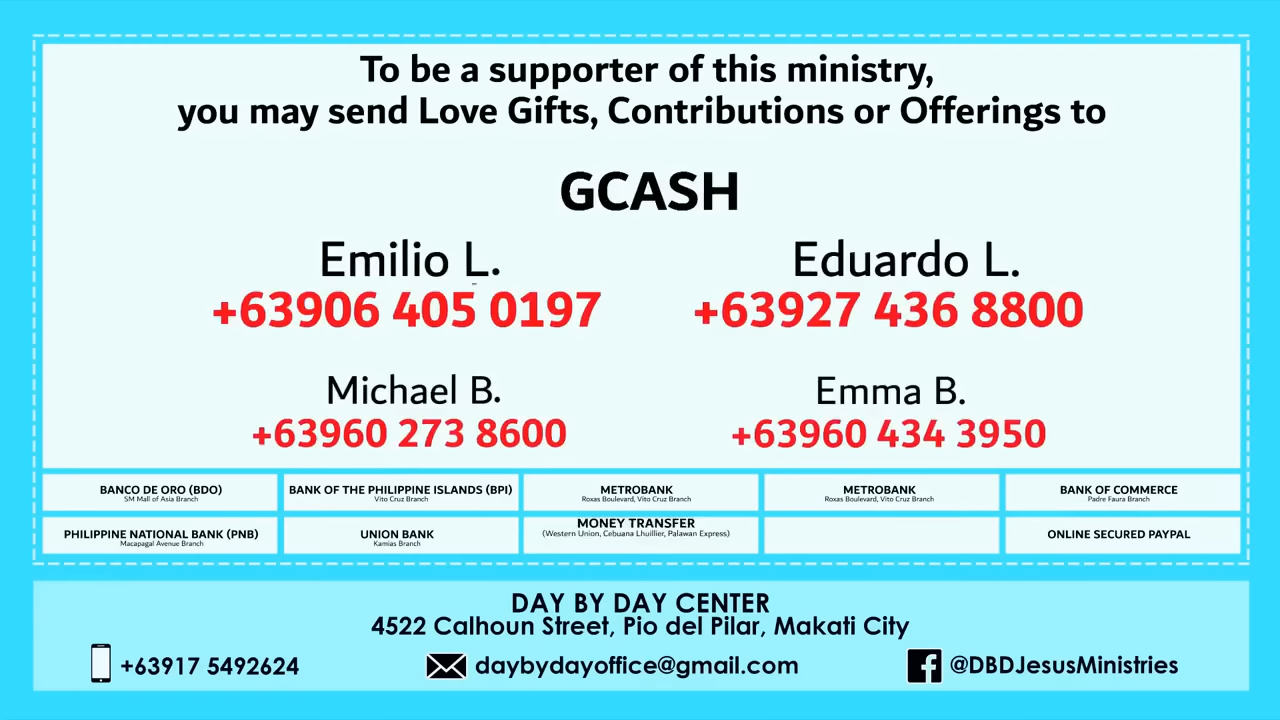 To be a supporter of this ministry,
you may send Love Gifts, Contributions or Offerings to
GCASH
Emilio L.
+63906 405 0197
Eduardo L.
+63927 436 8800
Michael B.
+63960 273 8600
Emma B.
+63960 434 3950
BANCO DE ORO (BDO)
SM Mall of Asia Branch
BANK OF THE PHILIPPINE ISLANDS (BPI)
Vito Cruz Branch
METROBANK
Roxas Boulevard, Vito Cruz Branch
METROBANK
Roxas Boulevard, Vito Cruz Branch
BANK OF COMMERCE
Padre Faura Branch
PHILIPPINE NATIONAL BANK (PNB)
Macapagal Avenue Branch
UNION BANK
Kamias Branch
MONEY TRANSFER
(Western Union, Cebuana Lhuillier, Palawan Express)
ONLINE SECURED PAYPAL
DAY BY DAY CENTER
4522 Calhoun Street, Pio del Pilar, Makati City
+63917 5492624
daybydayoffice@gmail.com
@DBDJesusMinistries